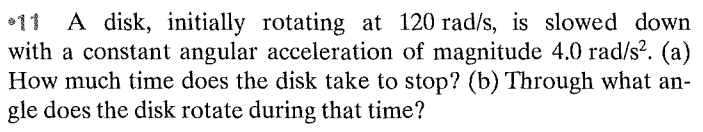 •11 A disk, initially rotating at 120 rad/s, is slowed down
with a constant angular acceleration of magnitude 4.0 rad/s². (a)
How much time does the disk take to stop? (b) Through what an-
gle does the disk rotate during that time?